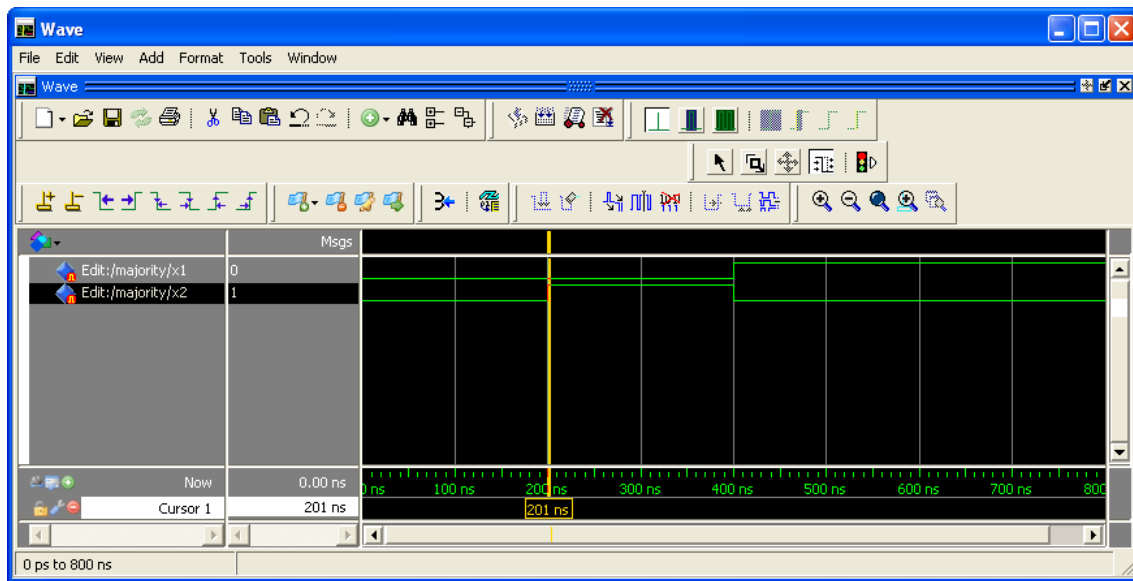 Wave
File Edit View Add Format Tools Window
Wave
Msgs
Edit:/majority/x1 0
Edit:/majority/x2 1
Now 0.00 ns
0 ns 100 ns 200 ns 300 ns 400 ns 500 ns 600 ns 700 ns 800
Cursor 1 201 ns
201 ns
0 ps to 800 ns